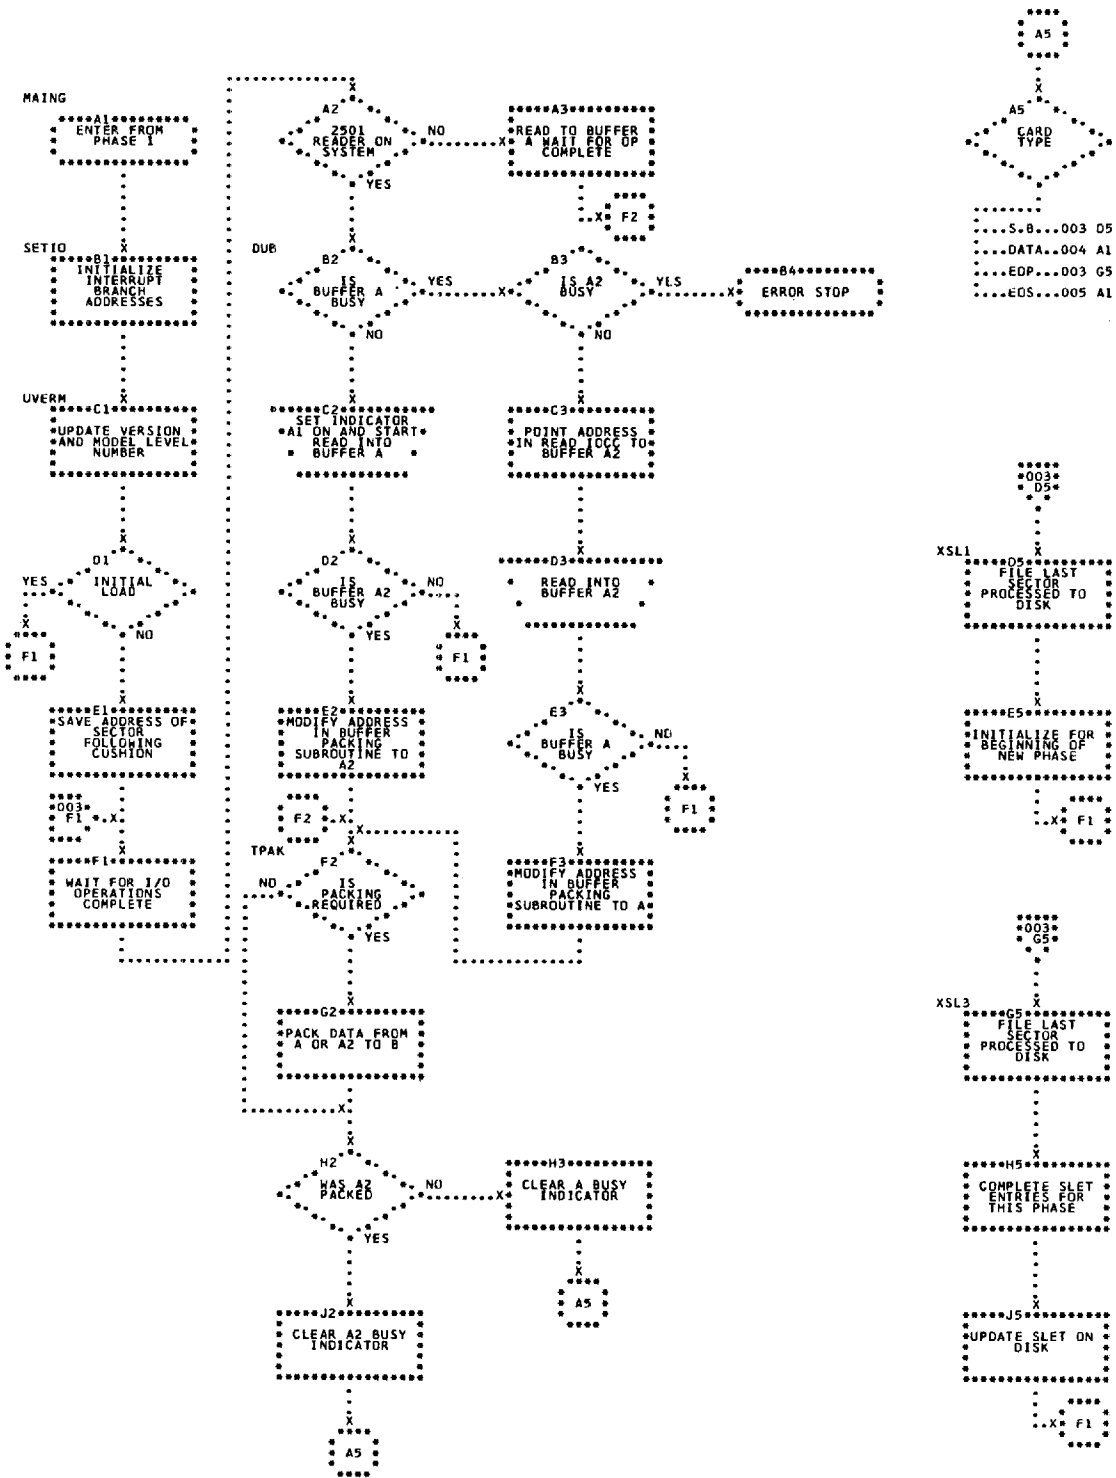 MAING
A1
ENTER FROM
PHASE 1
SETIO
B1
INITIALIZE
INTERRUPT
BRANCH
ADDRESSES
UVERM
C1
UPDATE VERSION
AND MODEL LEVEL
NUMBER
D1
YES
INITIAL
LOAD
NO
F1
E1
SAVE ADDRESS OF
SECTOR
FOLLOWING
CUSHION
003
F1
F1
WAIT FOR I/O
OPERATIONS
COMPLETE
A2
2501
READER ON
SYSTEM
NO
YES
DUB
B2
IS
BUFFER A
BUSY
YES
NO
C2
SET INDICATOR
A1 ON AND START
READ INTO
BUFFER A
D2
IS
BUFFER A2
BUSY
NO
YES
F1
E2
MODIFY ADDRESS
IN BUFFER
PACKING
SUBROUTINE TO
A2
F2
TPAK
F2
NO
IS
PACKING
REQUIRED
YES
G2
PACK DATA FROM
A OR A2 TO B
H2
WAS A2
PACKED
NO
YES
J2
CLEAR A2 BUSY
INDICATOR
A5
A3
READ TO BUFFER
A WAIT FOR OP
COMPLETE
F2
B3
IS A2
BUSY
YES
NO
B4
ERROR STOP
C3
POINT ADDRESS
IN READ IOCC TO
BUFFER A2
D3
READ INTO
BUFFER A2
E3
IS
BUFFER A
BUSY
NO
YES
F1
F3
MODIFY ADDRESS
IN BUFFER
PACKING
SUBROUTINE TO A
H3
CLEAR A BUSY
INDICATOR
A5
A5
A5
CARD
TYPE
S.B...003 D5
DATA..004 A1
EOP...003 G5
EOS...005 A1
003
D5
XSL1
D5
FILE LAST
SECTOR
PROCESSED TO
DISK
E5
INITIALIZE FOR
BEGINNING OF
NEW PHASE
F1
003
G5
XSL3
G5
FILE LAST
SECTOR
PROCESSED TO
DISK
H5
COMPLETE SLET
ENTRIES FOR
THIS PHASE
J5
UPDATE SLET ON
DISK
F1